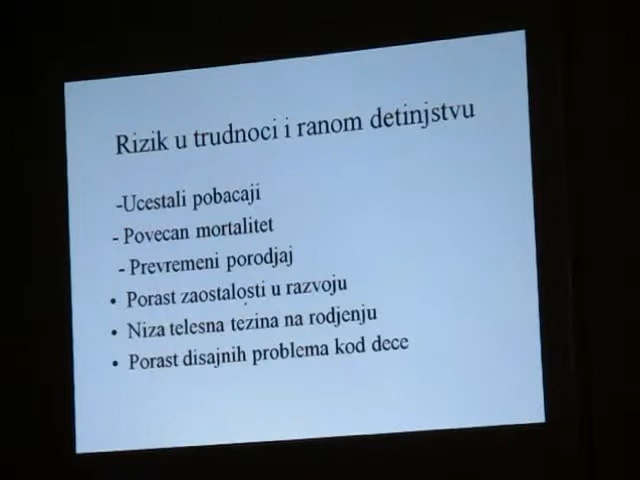 Rizik u trudnoci i ranom detinjstvu
-Ucestali pobacaji
- Povecan mortalitet
- Prevremeni porodjaj
• Porast zaostalosti u razvoju
• Niza telesna tezina na rodjenju
• Porast disajnih problema kod dece